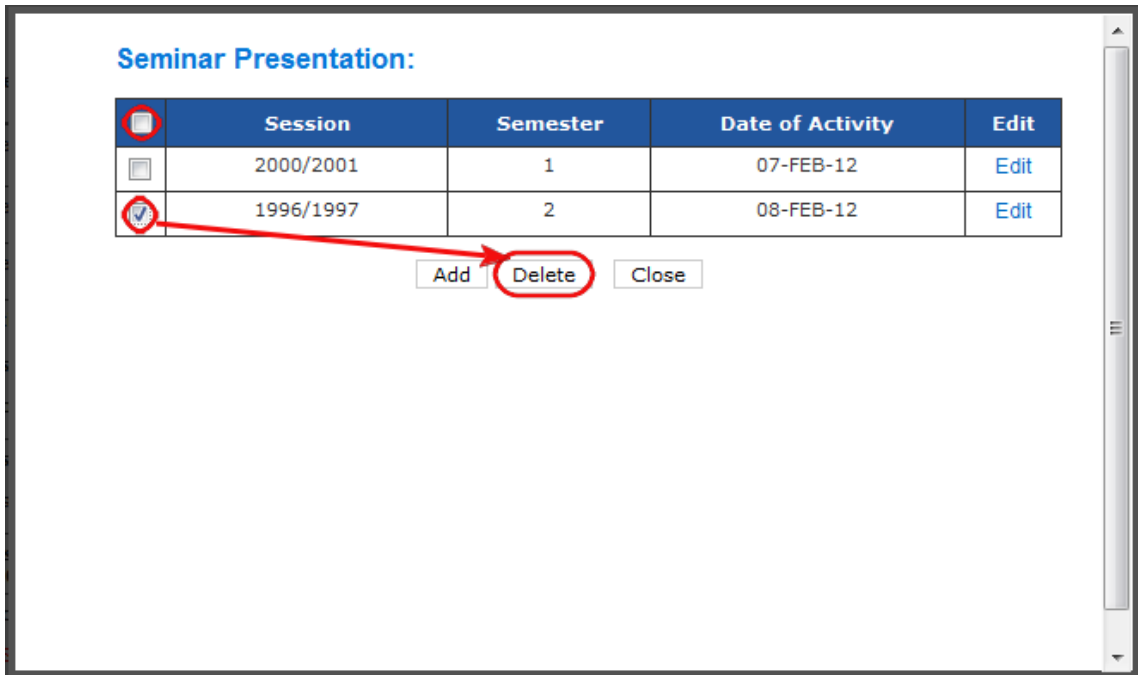 Seminar Presentation:
Session Semester Date of Activity Edit
2000/2001 1 07-FEB-12 Edit
1996/1997 2 08-FEB-12 Edit
Add Delete Close